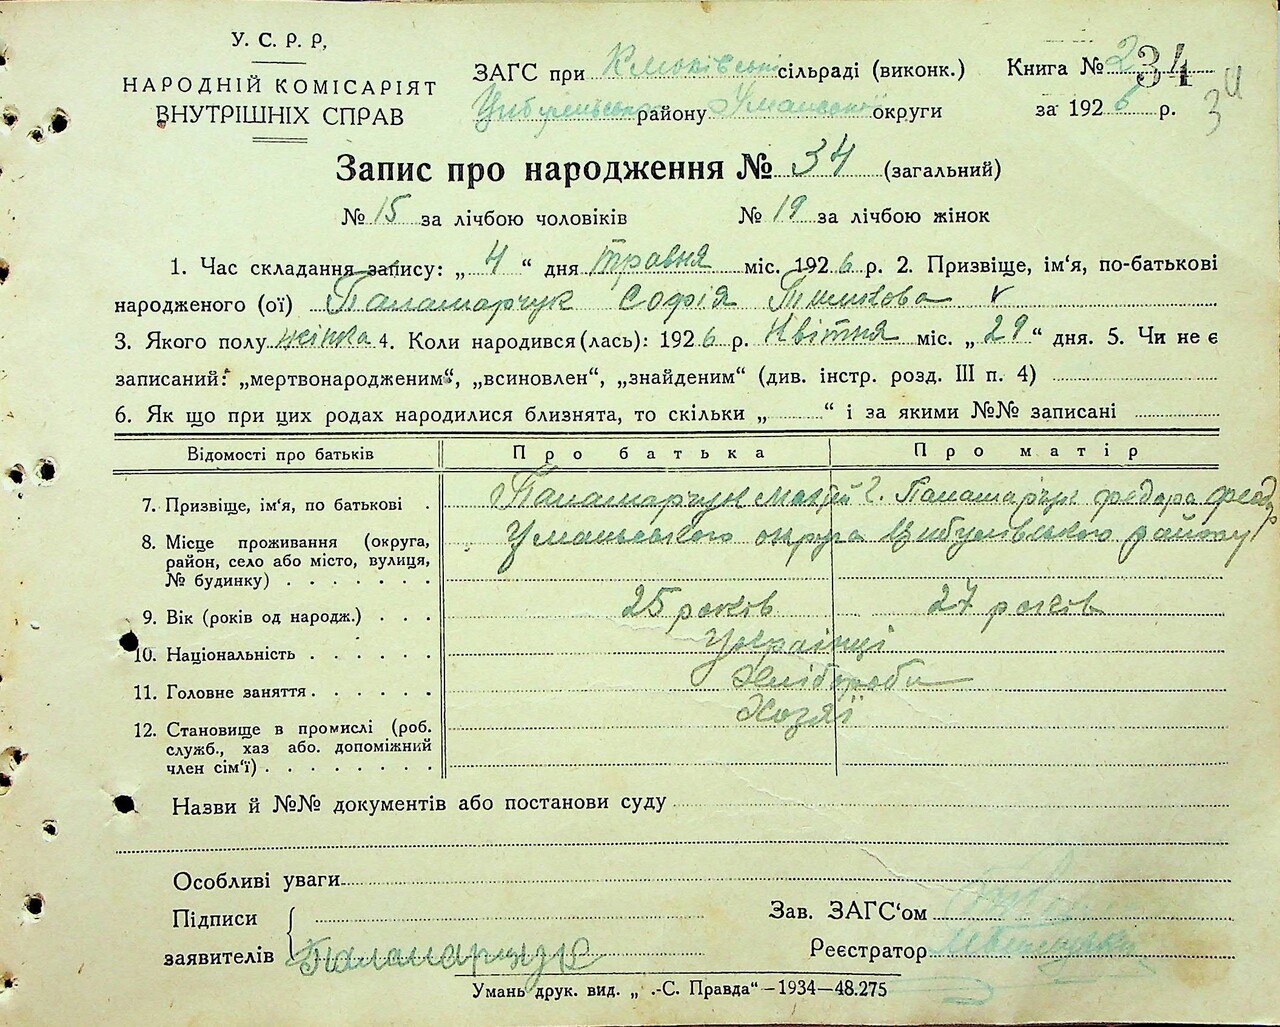 У. С. Р. Р,
НАРОДНІЙ КОМІСАРІЯТ
ВНУТРІШНІХ СПРАВ
ЗАГС при сільраді (виконк.)
району Уманської округи
Книга № 2 34
за 1926 р. 34
Запис про народження № 34 (загальний)
№ 15 за лічбою чоловіків № 19 за лічбою жінок
1. Час складання запису: „ 4 “ дня травня міс. 1926 р. 2. Призвіще, ім'я, по-батькові
народженого (ої) Паламарчук Софія
3. Якого полу жінка 4. Коли народився (лась): 1926 р. Квітня міс. „ 29 “ дня. 5. Чи не є
записаний: „мертвонародженим“, „всиновлен“, „знайденим“ (див. інстр. розд. III п. 4)
6. Як що при цих родах народилися близнята, то скільки „ “ і за якими №№ записані
Відомості про батьків Про батька Про матір
7. Призвіще, ім'я, по батькові . Паламарчук Паламарчук
8. Місце проживання (округа, Уманського округа Цибулівського району
район, село або місто, вулиця,
№ будинку) . . . . . . .
9. Вік (років од народж.) . . . 25 років 27 років
10. Національність . . . . . . Українці
11. Головне заняття . . . . . . Хлібороби
12. Становище в промислі (роб. Хозяї
служб., хаз або. допоміжний
член сім'ї) . . . . . . . .
Назви й №№ документів або постанови суду
Особливі уваги
Підписи
заявителів Паламарчук
Зав. ЗАГС'ом
Реєстратор
Умань друк. вид. „ .-С. Правда“ –1934—48.275